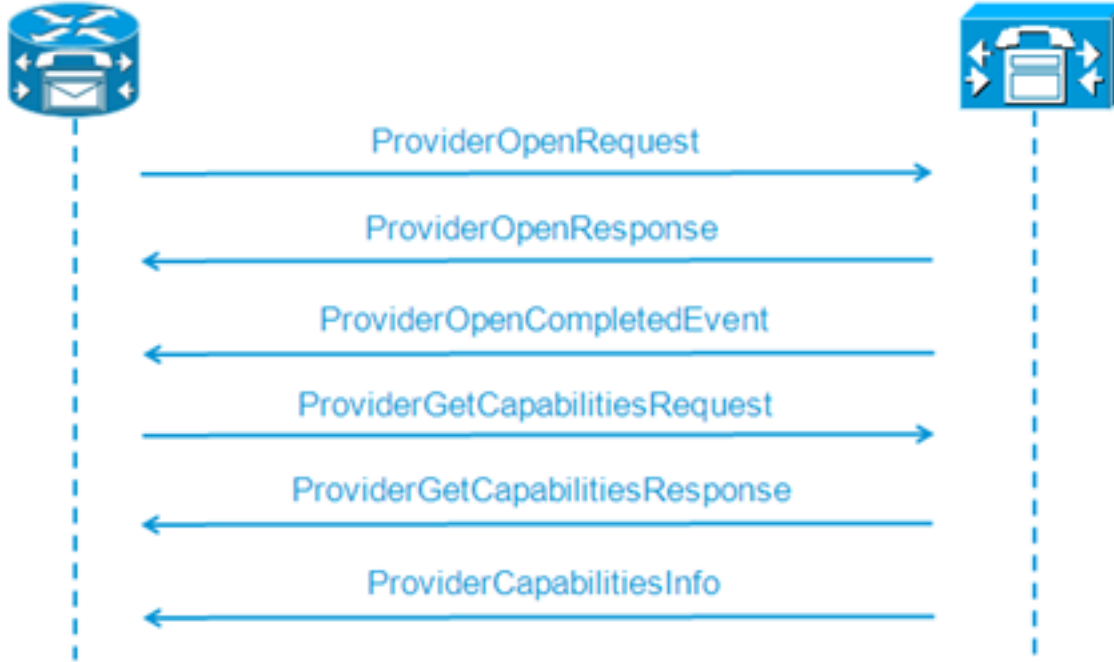 ProviderOpenRequest
ProviderOpenResponse
ProviderOpenCompletedEvent
ProviderGetCapabilitiesRequest
ProviderGetCapabilitiesResponse
ProviderCapabilitiesInfo